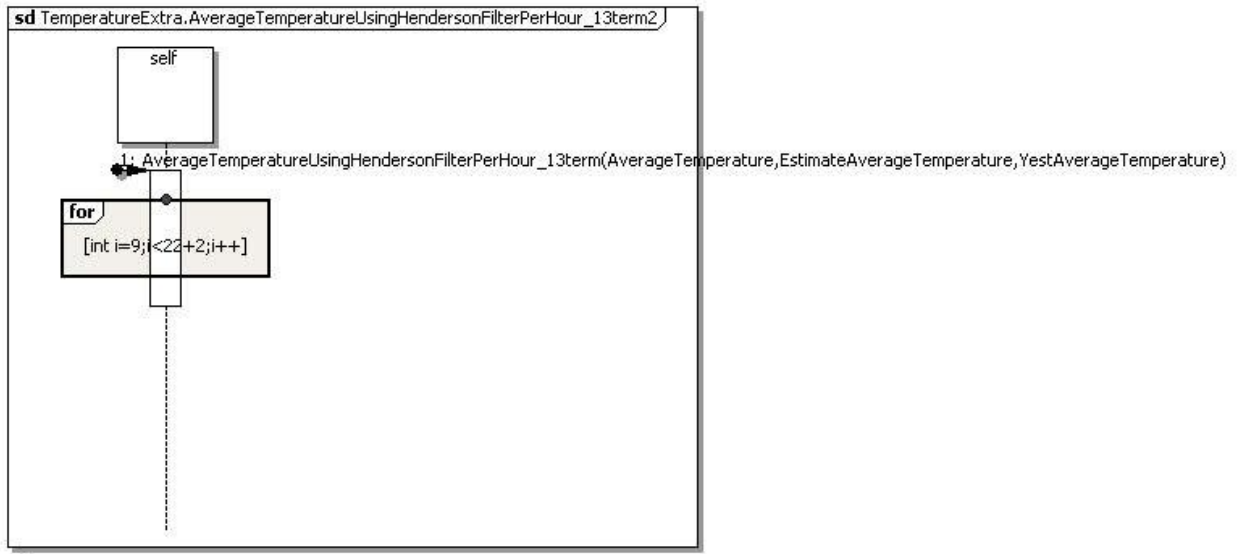 sd TemperatureExtra.AverageTemperatureUsingHendersonFilterPerHour_13term2
self
1: AverageTemperatureUsingHendersonFilterPerHour_13term(AverageTemperature,EstimateAverageTemperature,YestAverageTemperature)
for
[int i=9;i<22+2;i++]